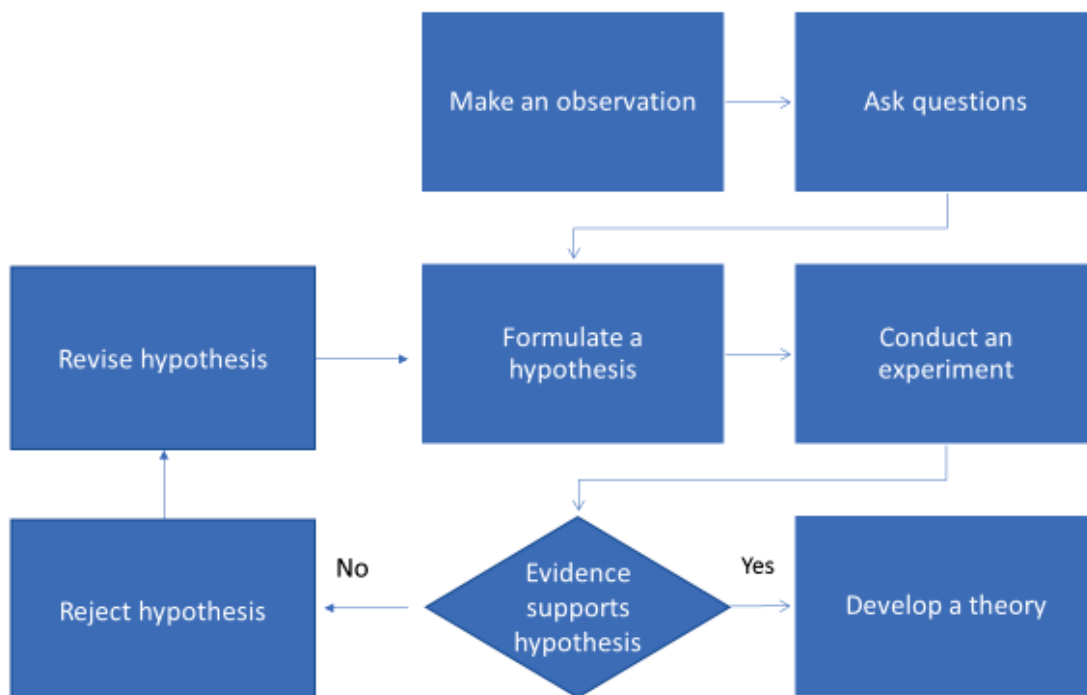 Make an observation
Ask questions
Revise hypothesis
Formulate a
hypothesis
Conduct an
experiment
Reject hypothesis
No
Evidence
supports
hypothesis
Yes
Develop a theory